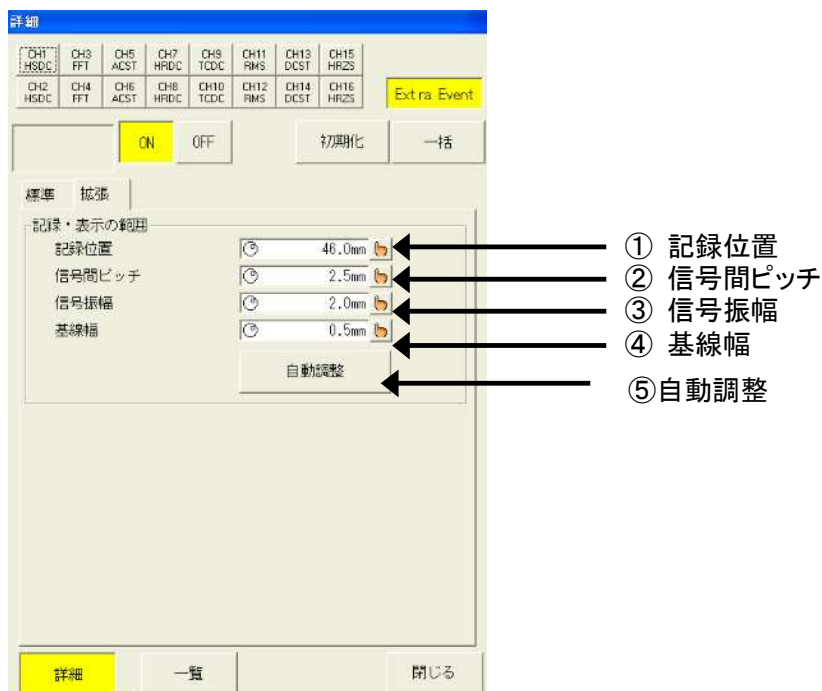 詳細
CH1 CH3 CH5 CH7 CH9 CH11 CH13 CH15
HSDC FFT ACST HRDC TCDC RMS DCST HRZS
CH2 CH4 CH6 CH8 CH10 CH12 CH14 CH16
HSDC FFT ACST HRDC TCDC RMS DCST HRZS
Extra Event
ON OFF 初期化 一括
標準 拡張
記録・表示の範囲
記録位置 46.0mm ① 記録位置
信号間ピッチ 2.5mm ② 信号間ピッチ
信号振幅 2.0mm ③ 信号振幅
基線幅 0.5mm ④ 基線幅
自動調整 ⑤自動調整
詳細 一覧 閉じる